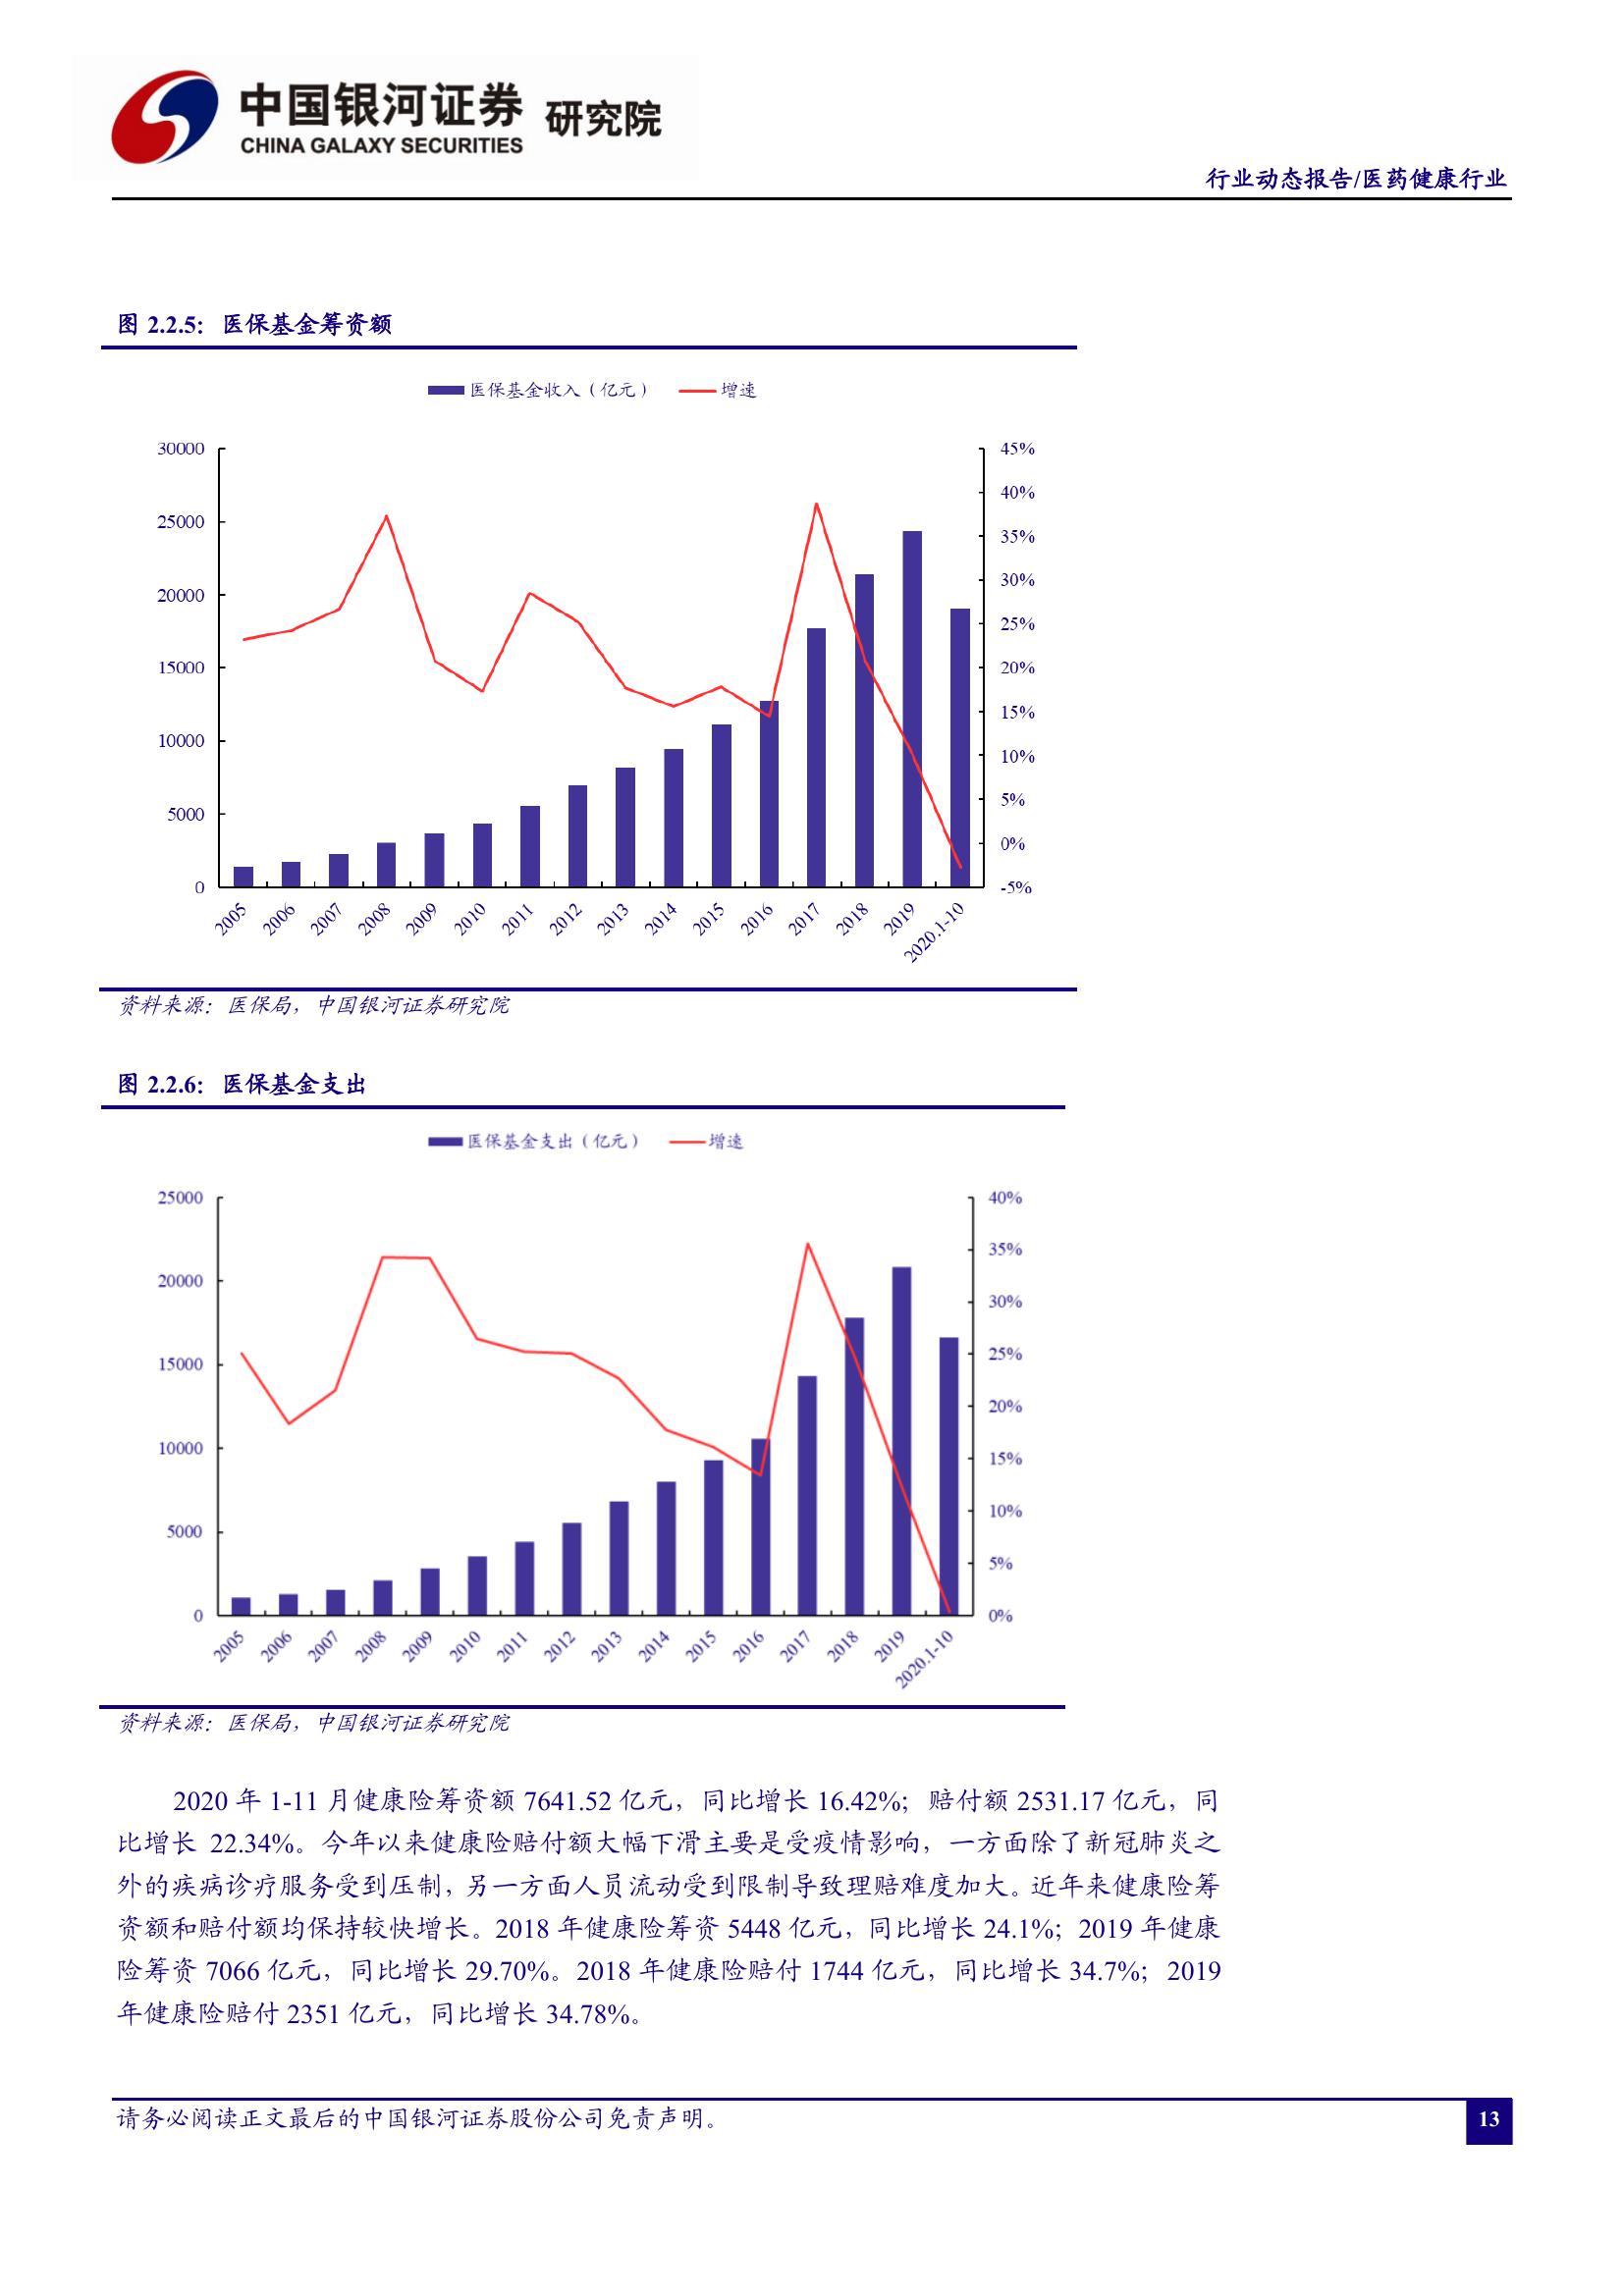 中国银河证券 研究院
CHINA GALAXY SECURITIES
行业动态报告/医药健康行业
图 2.2.5: 医保基金筹资额
医保基金收入（亿元） 增速
30000 45%
40%
25000
35%
20000 30%
25%
15000 20%
15%
10000
10%
5000 5%
0%
0 -5%
2005 2006 2007 2008 2009 2010 2011 2012 2013 2014 2015 2016 2017 2018 2019 2020.1-10
资料来源：医保局，中国银河证券研究院
图 2.2.6: 医保基金支出
医保基金支出（亿元） 增速
25000 40%
35%
20000
30%
15000 25%
20%
10000
15%
10%
5000
5%
0 0%
2005 2006 2007 2008 2009 2010 2011 2012 2013 2014 2015 2016 2017 2018 2019 2020.1-10
资料来源：医保局，中国银河证券研究院
2020 年 1-11 月健康险筹资额 7641.52 亿元，同比增长 16.42%；赔付额 2531.17 亿元，同
比增长 22.34%。今年以来健康险赔付额大幅下滑主要是受疫情影响，一方面除了新冠肺炎之
外的疾病诊疗服务受到压制，另一方面人员流动受到限制导致理赔难度加大。近年来健康险筹
资额和赔付额均保持较快增长。2018 年健康险筹资 5448 亿元，同比增长 24.1%；2019 年健康
险筹资 7066 亿元，同比增长 29.70%。2018 年健康险赔付 1744 亿元，同比增长 34.7%；2019
年健康险赔付 2351 亿元，同比增长 34.78%。
请务必阅读正文最后的中国银河证券股份公司免责声明。
13